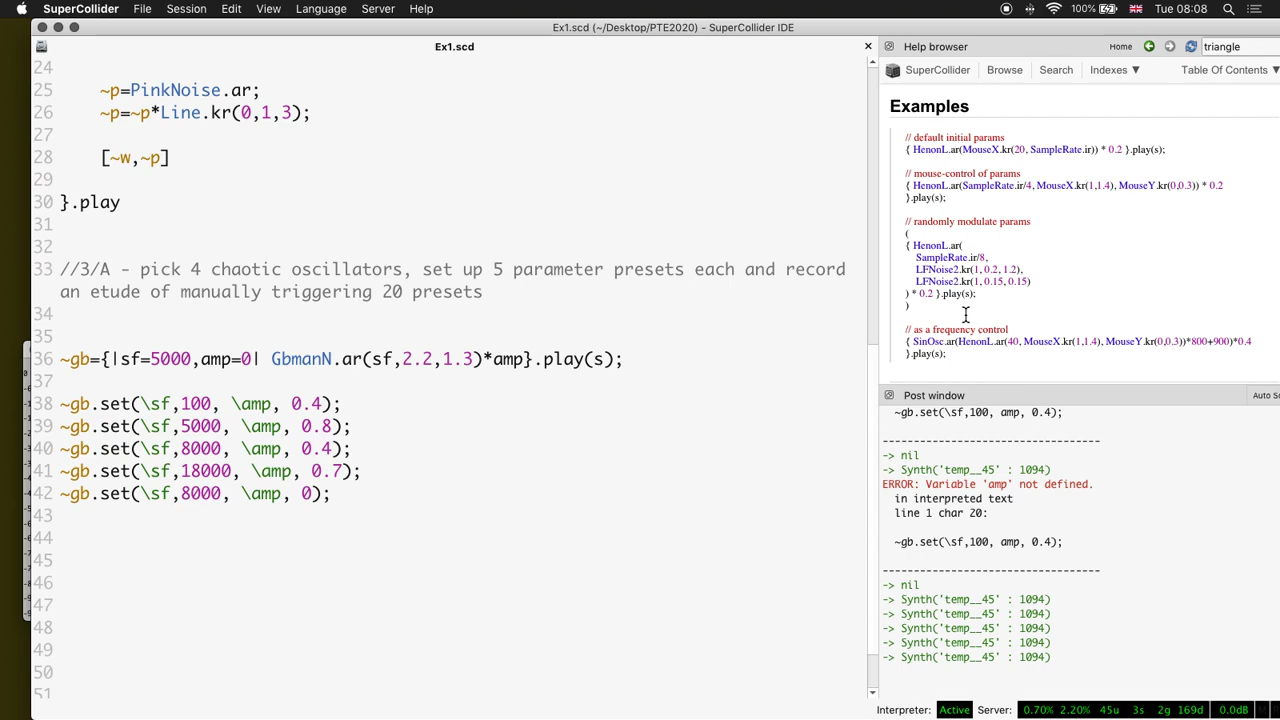 SuperCollider File Session Edit View Language Server Help 100% Tue 08:08
Ex1.scd (~/Desktop/PTE2020) - SuperCollider IDE
Ex1.scd
24
25 ~p=PinkNoise.ar;
26 ~p=~p*Line.kr(0,1,3);
27
28 [~w,~p]
29
30 }.play
31
32
33 //3/A - pick 4 chaotic oscillators, set up 5 parameter presets each and record
an etude of manually triggering 20 presets
34
35
36 ~gb={|sf=5000,amp=0| GbmanN.ar(sf,2.2,1.3)*amp}.play(s);
37
38 ~gb.set(\sf,100, \amp, 0.4);
39 ~gb.set(\sf,5000, \amp, 0.8);
40 ~gb.set(\sf,8000, \amp, 0.4);
41 ~gb.set(\sf,18000, \amp, 0.7);
42 ~gb.set(\sf,8000, \amp, 0);
43
44
45
46
47
48
49
50
51
Help browser Home triangle
SuperCollider Browse Search Indexes ▼ Table Of Contents ▼
Examples
// default initial params
{ HenonL.ar(MouseX.kr(20, SampleRate.ir)) * 0.2 }.play(s);
// mouse-control of params
{ HenonL.ar(SampleRate.ir/4, MouseX.kr(1,1.4), MouseY.kr(0,0.3)) * 0.2
}.play(s);
// randomly modulate params
(
{ HenonL.ar(
SampleRate.ir/8,
LFNoise2.kr(1, 0.2, 1.2),
LFNoise2.kr(1, 0.15, 0.15)
) * 0.2 }.play(s);
)
// as a frequency control
{ SinOsc.ar(HenonL.ar(40, MouseX.kr(1,1.4), MouseY.kr(0,0.3))*800+900)*0.4
}.play(s);
Post window Auto Sc
~gb.set(\sf,100, amp, 0.4);
-----------------------------------
-> nil
-> Synth('temp__45' : 1094)
ERROR: Variable 'amp' not defined.
in interpreted text
line 1 char 20:
~gb.set(\sf,100, amp, 0.4);
-----------------------------------
-> nil
-> Synth('temp__45' : 1094)
-> Synth('temp__45' : 1094)
-> Synth('temp__45' : 1094)
-> Synth('temp__45' : 1094)
-> Synth('temp__45' : 1094)
Interpreter: Active Server: 0.70% 2.20% 45u 3s 2g 169d 0.0dB